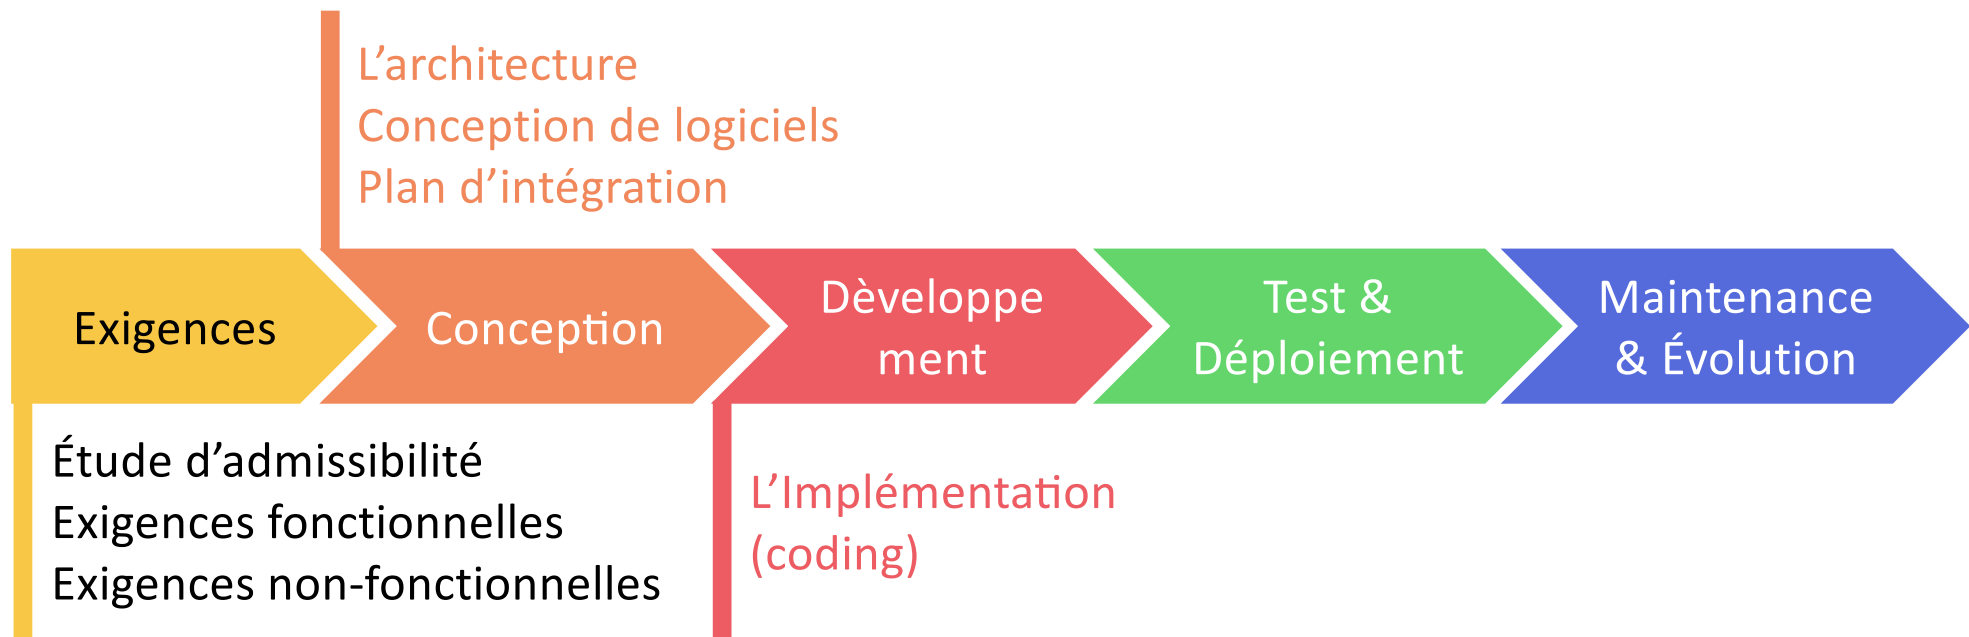 L’architecture
Conception de logiciels
Plan d’intégration
Exigences
Conception
Dèveloppe
ment
Test &
Déploiement
Maintenance
& Évolution
Étude d’admissibilité
Exigences fonctionnelles
Exigences non-fonctionnelles
L’Implémentation
(coding)